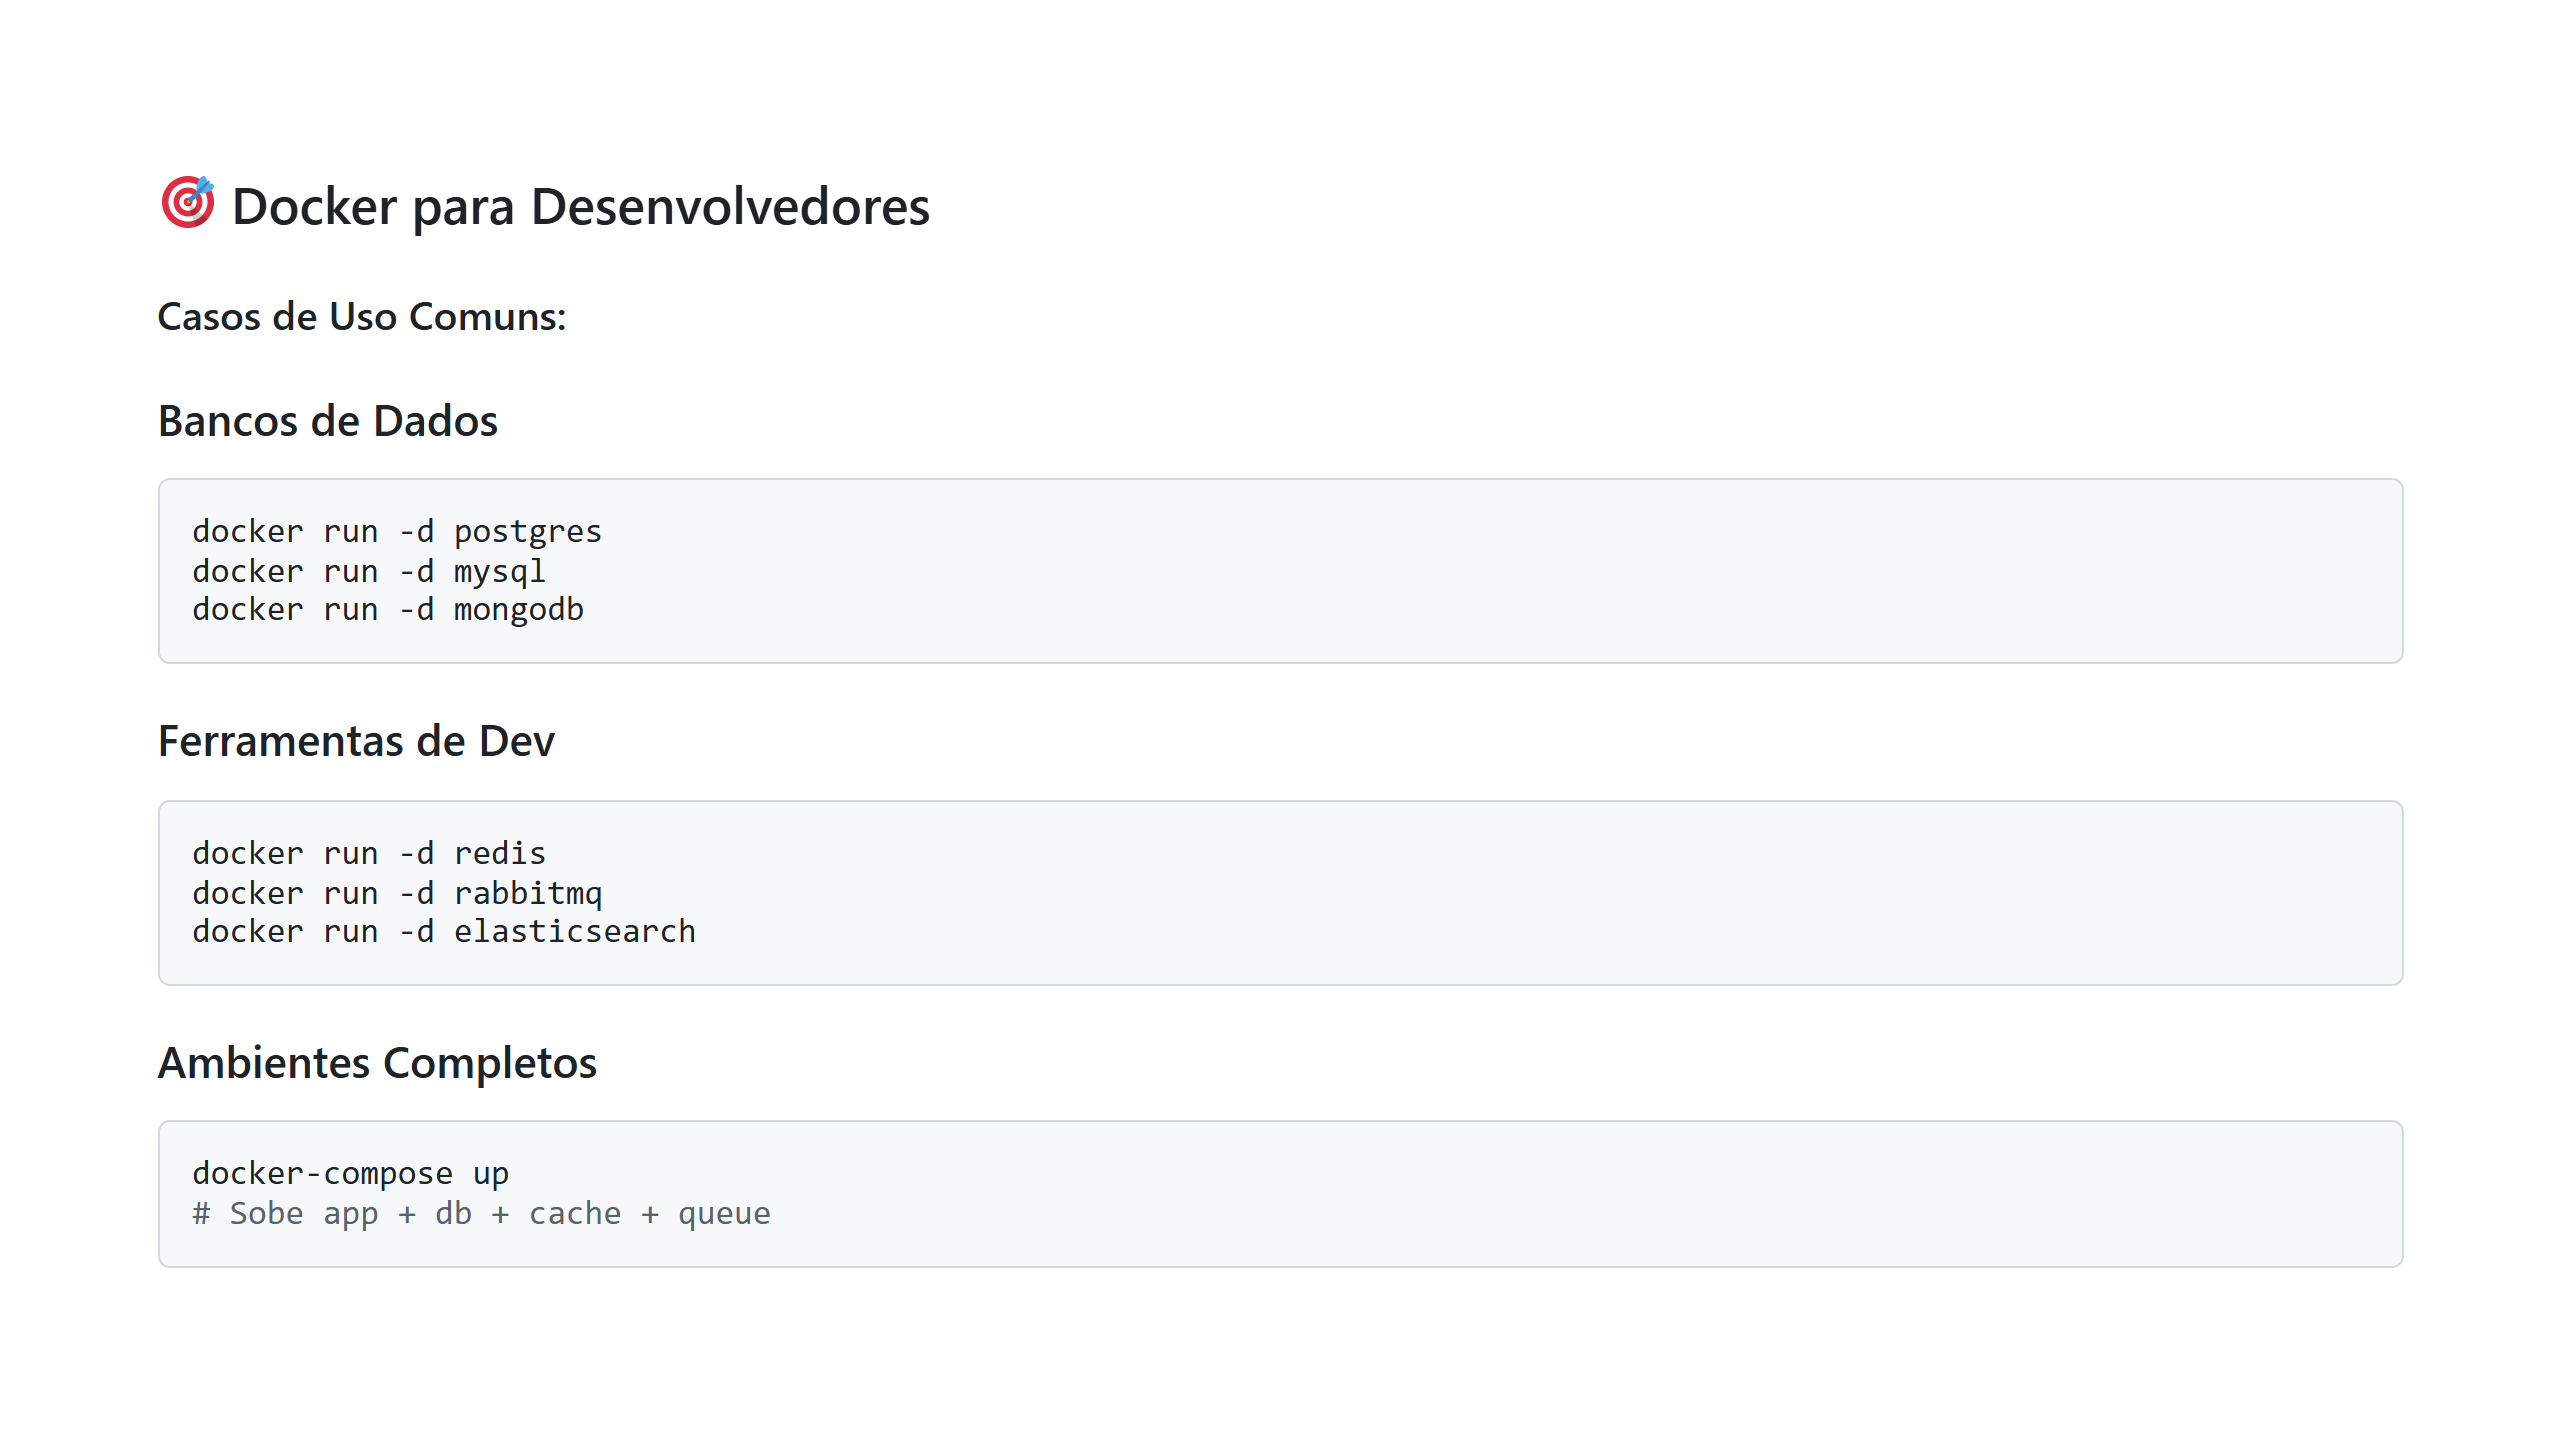 🎯 Docker para Desenvolvedores
Casos de Uso Comuns:
Bancos de Dados
docker run -d postgres
docker run -d mysql
docker run -d mongodb
Ferramentas de Dev
docker run -d redis
docker run -d rabbitmq
docker run -d elasticsearch
Ambientes Completos
docker-compose up
# Sobe app + db + cache + queue